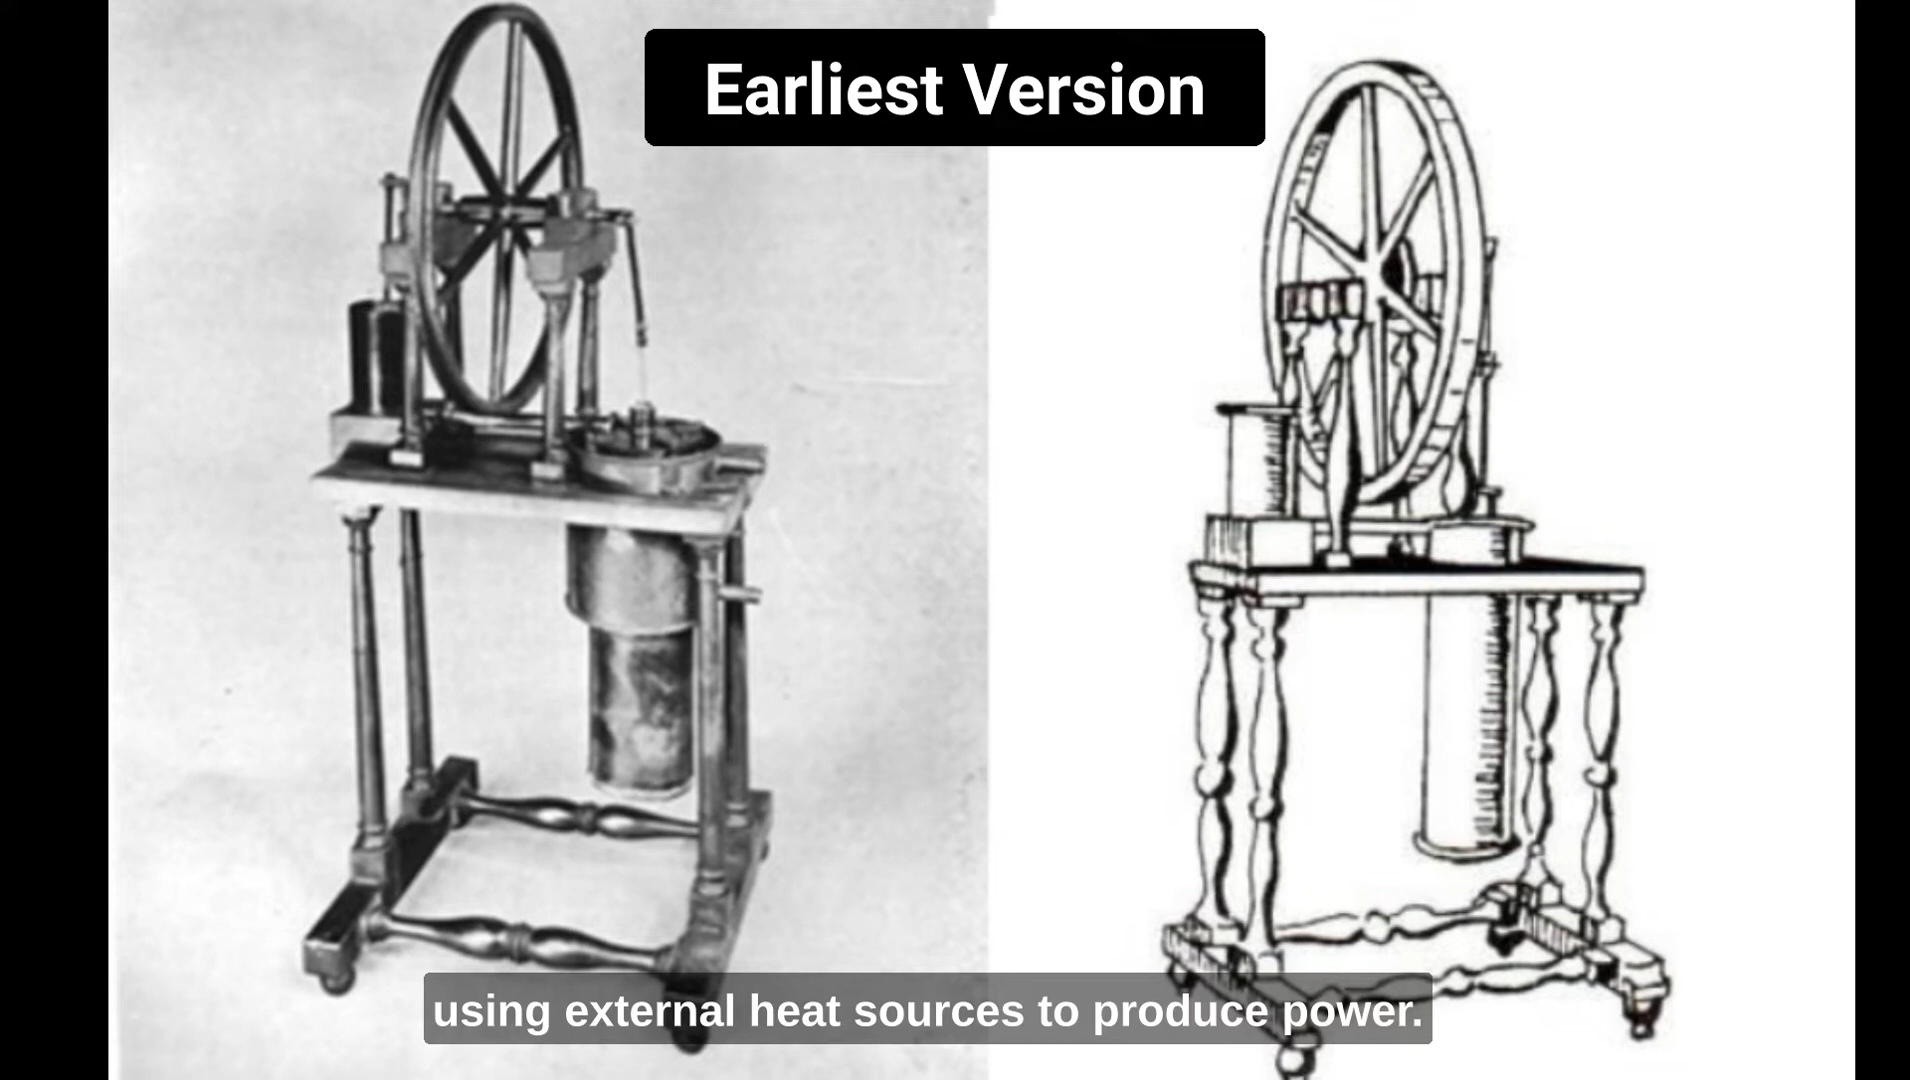 Earliest Version
using external heat sources to produce power.